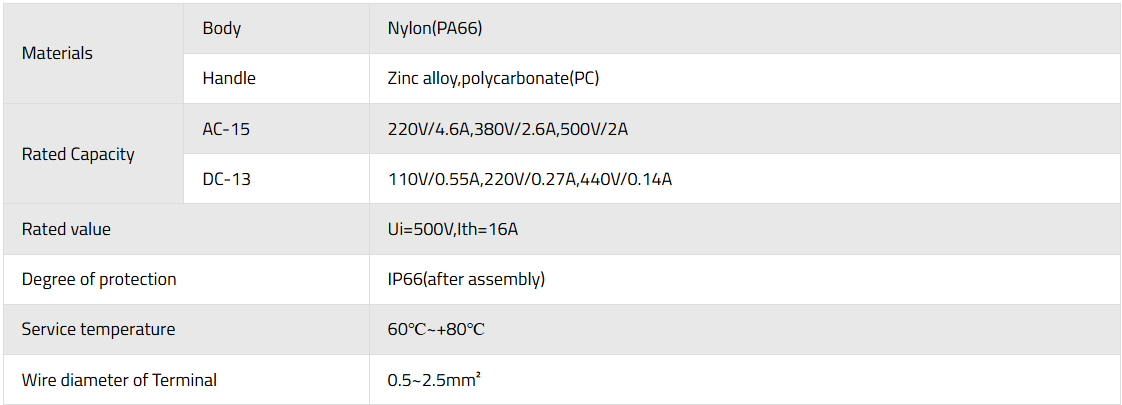 Materials
Body
Nylon(PA66)
Handle
Zinc alloy,polycarbonate(PC)
Rated Capacity
AC-15
220V/4.6A,380V/2.6A,500V/2A
DC-13
110V/0.55A,220V/0.27A,440V/0.14A
Rated value
Ui=500V,Ith=16A
Degree of protection
IP66(after assembly)
Service temperature
60℃~+80℃
Wire diameter of Terminal
0.5~2.5mm²